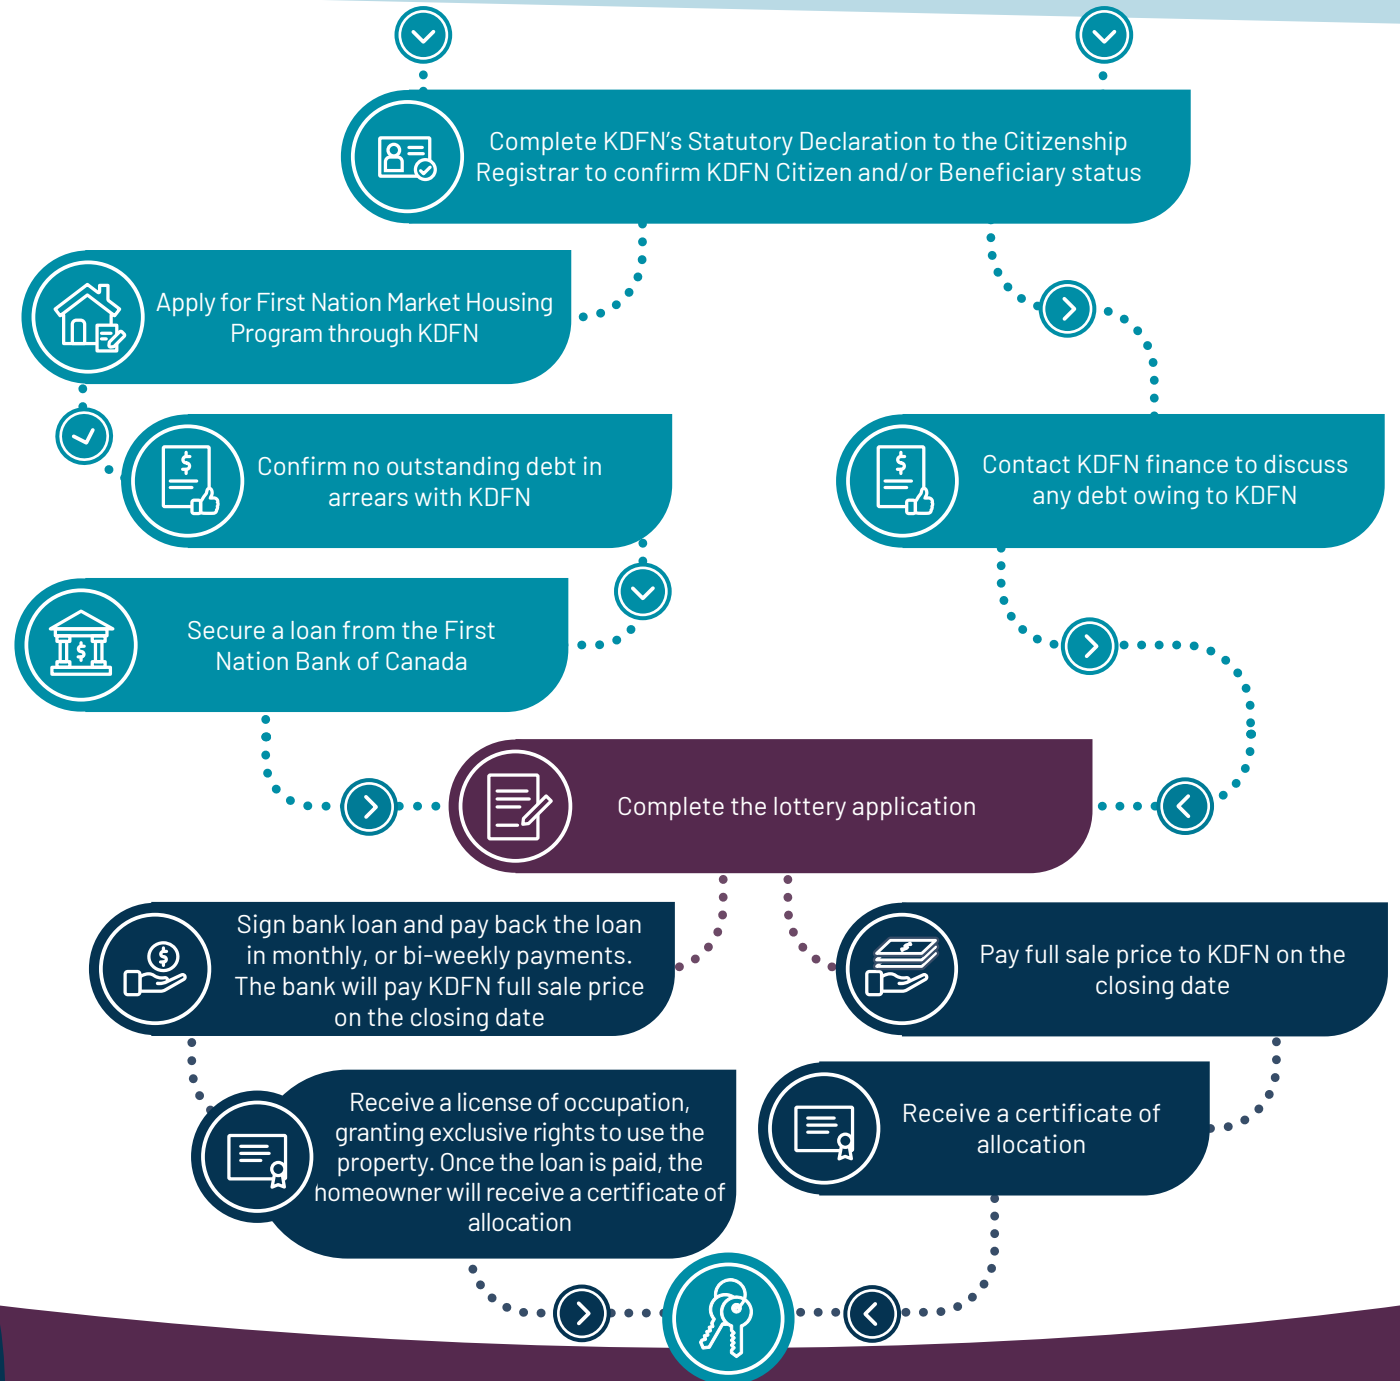 Complete KDFN's Statutory Declaration to the Citizenship
Registrar to confirm KDFN Citizen and/or Beneficiary status
Apply for First Nation Market Housing
Program through KDFN
Confirm no outstanding debt in
arrears with KDFN
Contact KDFN finance to discuss
any debt owing to KDFN
Secure a loan from the First
Nation Bank of Canada
Complete the lottery application
Sign bank loan and pay back the loan
in monthly, or bi-weekly payments.
The bank will pay KDFN full sale price
on the closing date
Pay full sale price to KDFN on the
closing date
Receive a license of occupation,
granting exclusive rights to use the
property. Once the loan is paid, the
homeowner will receive a certificate of
allocation
Receive a certificate of
allocation